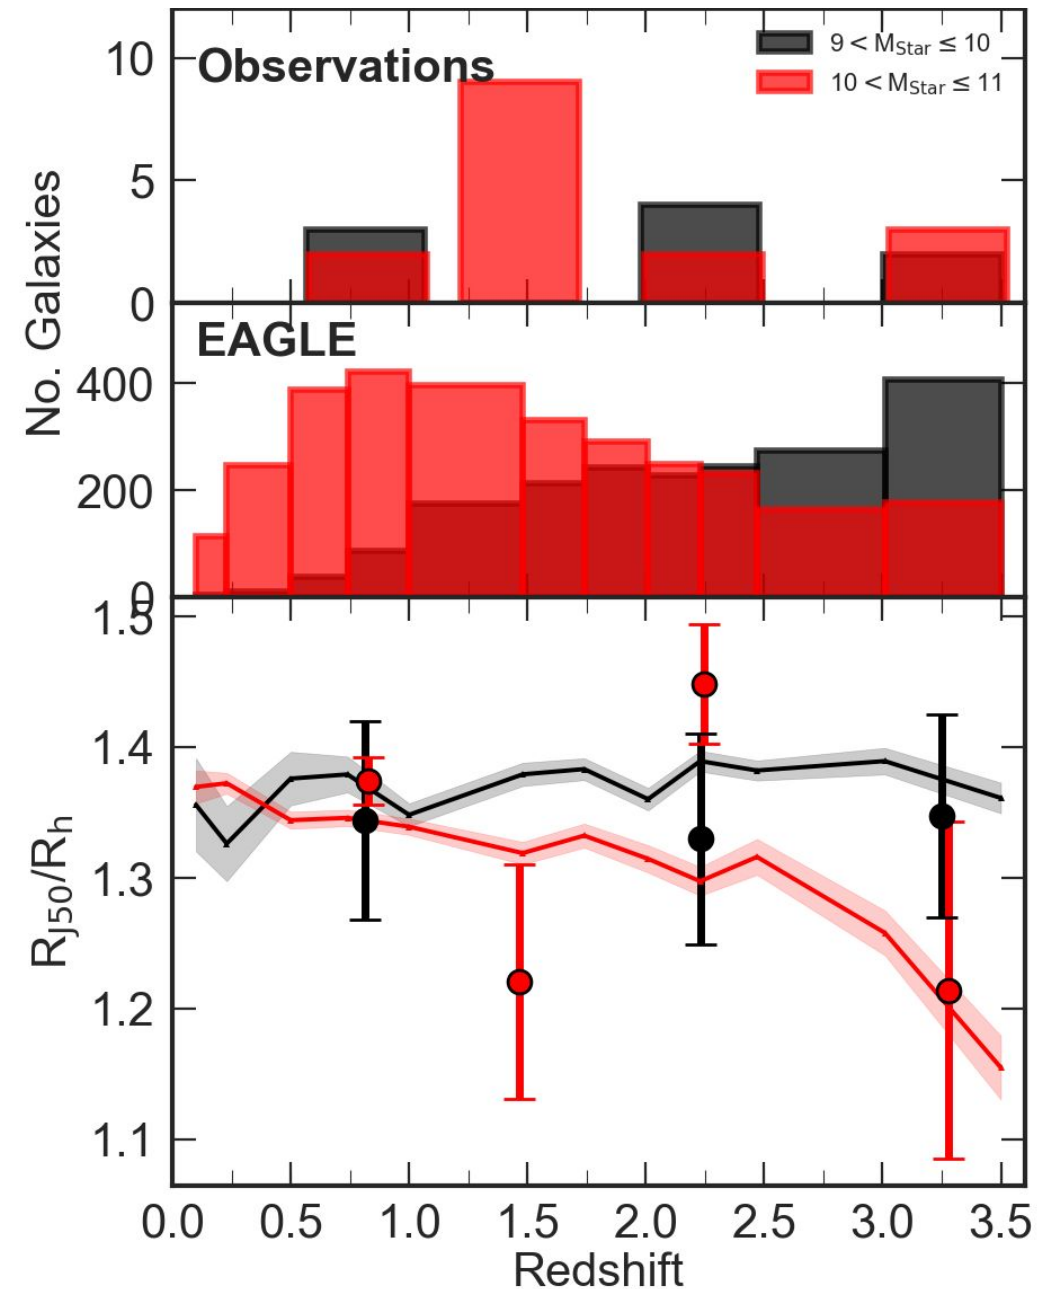 Observations
9 < M_Star ≤ 10
10 < M_Star ≤ 11
10
5
0
No. Galaxies
EAGLE
400
200
0
1.5
1.4
1.3
1.2
1.1
R_J50/R_h
0.0 0.5 1.0 1.5 2.0 2.5 3.0 3.5
Redshift